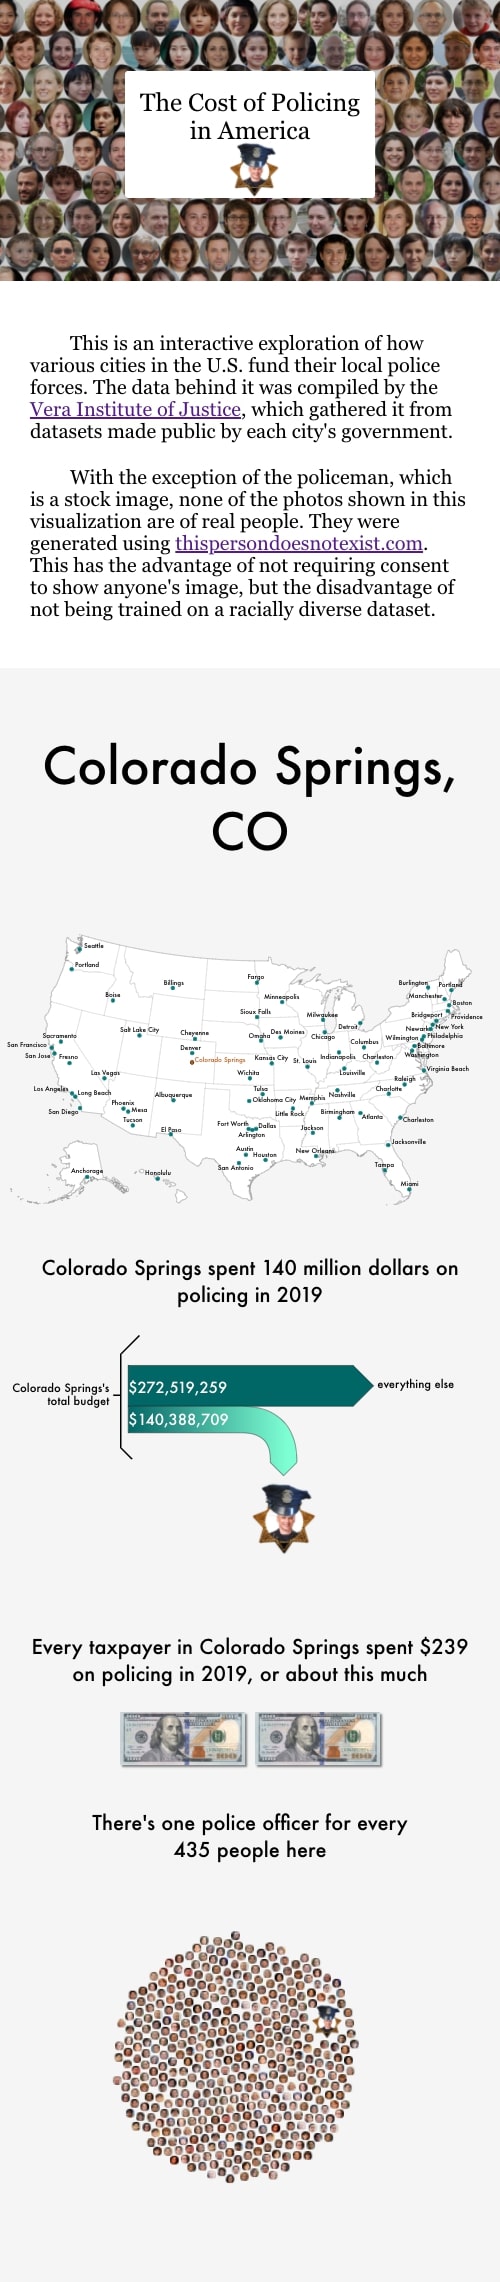 The Cost of Policing
in America
This is an interactive exploration of how
various cities in the U.S. fund their local police
forces. The data behind it was compiled by the
Vera Institute of Justice, which gathered it from
datasets made public by each city's government.
With the exception of the policeman, which
is a stock image, none of the photos shown in this
visualization are of real people. They were
generated using thispersondoesnotexist.com.
This has the advantage of not requiring consent
to show anyone's image, but the disadvantage of
not being trained on a racially diverse dataset.
Colorado Springs,
CO
Seattle
Portland
Boise
Billings
Fargo
Minneapolis
Sioux Falls
Milwaukee
Burlington
Portland
Manchester
Boston
Providence
Bridgeport
New York
Newark
Philadelphia
Wilmington
Baltimore
Washington
Virginia Beach
Detroit
Chicago
Columbus
Sacramento
San Francisco
San Jose
Fresno
Salt Lake City
Cheyenne
Denver
Colorado Springs
Omaha
Des Moines
Kansas City
St. Louis
Indianapolis
Charleston
Louisville
Raleigh
Charlotte
Las Vegas
Los Angeles
Long Beach
San Diego
Phoenix
Mesa
Tucson
Albuquerque
El Paso
Wichita
Tulsa
Oklahoma City
Little Rock
Memphis
Nashville
Birmingham
Atlanta
Charleston
Fort Worth
Dallas
Arlington
Jackson
Austin
Houston
San Antonio
New Orleans
Jacksonville
Tampa
Miami
Anchorage
Honolulu
Colorado Springs spent 140 million dollars on
policing in 2019
Colorado Springs's
total budget
$272,519,259
everything else
$140,388,709
Every taxpayer in Colorado Springs spent $239
on policing in 2019, or about this much
There's one police officer for every
435 people here